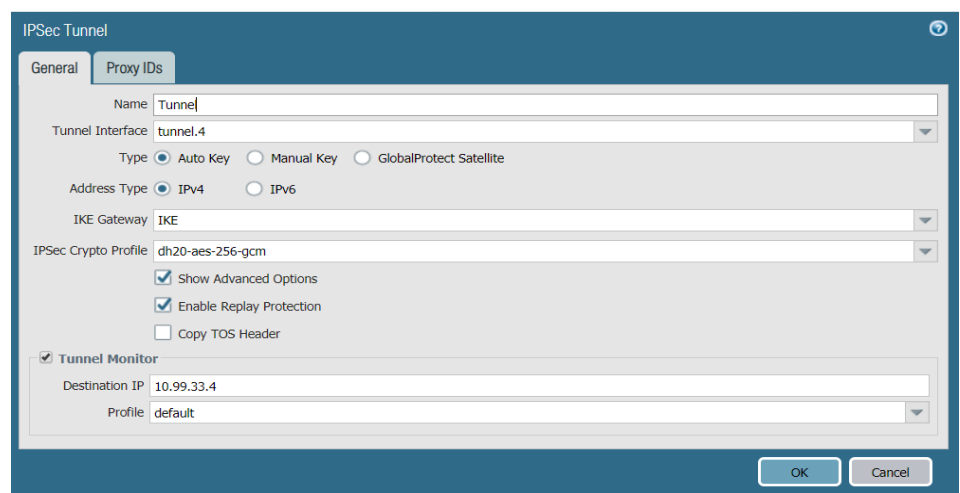 IPSec Tunnel
General Proxy IDs
Name Tunnel
Tunnel Interface tunnel.4
Type Auto Key Manual Key GlobalProtect Satellite
Address Type IPv4 IPv6
IKE Gateway IKE
IPSec Crypto Profile dh20-aes-256-gcm
Show Advanced Options
Enable Replay Protection
Copy TOS Header
Tunnel Monitor
Destination IP 10.99.33.4
Profile default
OK Cancel